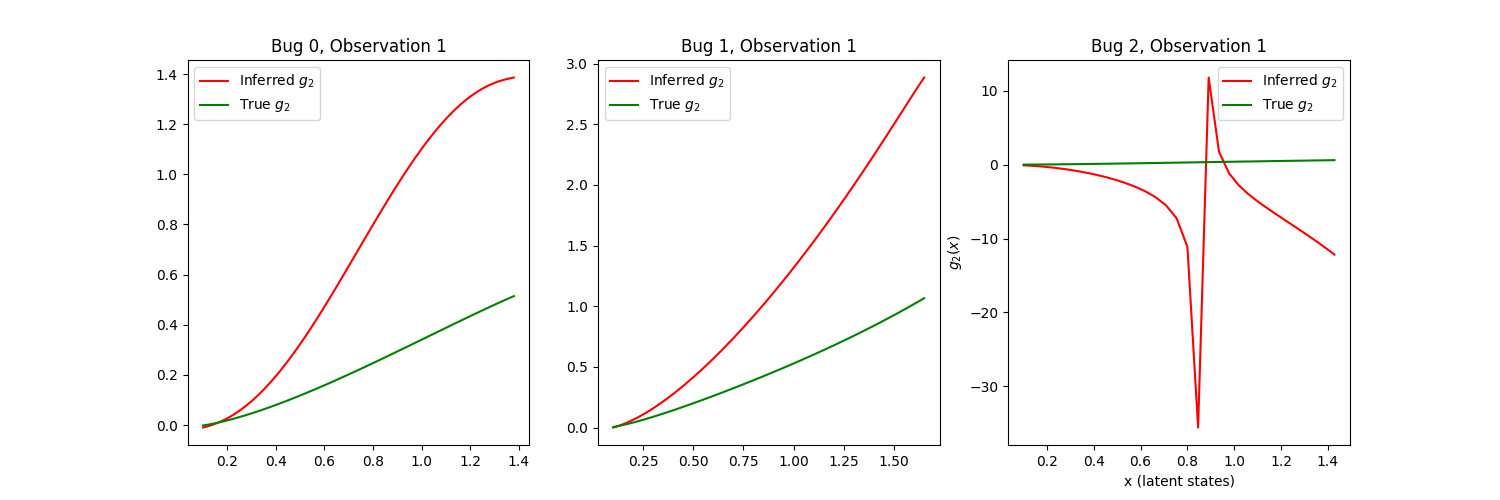 Bug 0, Observation 1
Inferred g₂
True g₂
1.4
1.2
1.0
0.8
0.6
0.4
0.2
0.0
0.2 0.4 0.6 0.8 1.0 1.2 1.4
Bug 1, Observation 1
Inferred g₂
True g₂
3.0
2.5
2.0
1.5
1.0
0.5
0.0
0.25 0.50 0.75 1.00 1.25 1.50
Bug 2, Observation 1
Inferred g₂
True g₂
g₂(x)
10
0
−10
−20
−30
0.2 0.4 0.6 0.8 1.0 1.2 1.4
x (latent states)